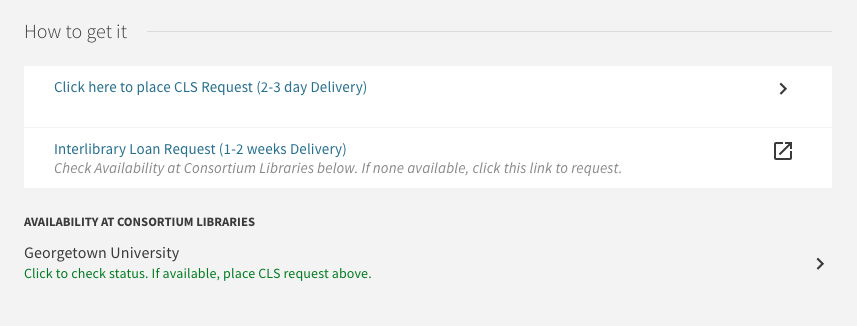 How to get it
Click here to place CLS Request (2-3 day Delivery)
Interlibrary Loan Request (1-2 weeks Delivery)
Check Availability at Consortium Libraries below. If none available, click this link to request.
AVAILABILITY AT CONSORTIUM LIBRARIES
Georgetown University
Click to check status. If available, place CLS request above.